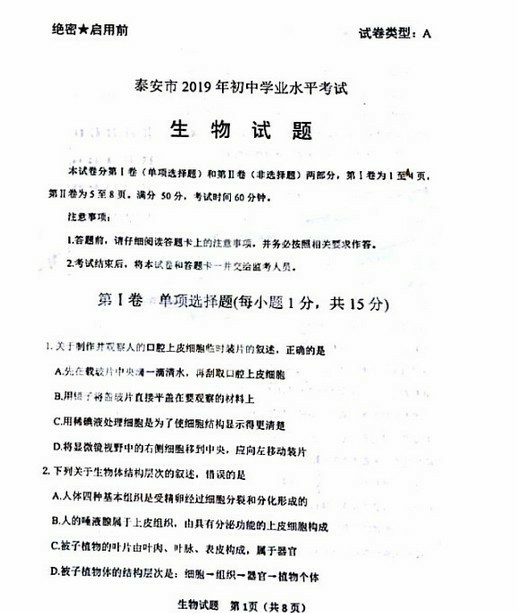 绝密★启用前
试卷类型：A
泰安市2019年初中学业水平考试
生 物 试 题
本试卷分第Ⅰ卷（单项选择题）和第Ⅱ卷（非选择题）两部分，第Ⅰ卷为1至4页，
第Ⅱ卷为5至8页。满分 50分，考试时间60分钟。
注意事项：
1.答题前，请仔细阅读答题卡上的注意事项，并务必按照相关要求作答。
2.考试结束后，将本试卷和答题卡一并交给监考人员。
第Ⅰ卷 单项选择题(每小题1分，共15分)
1.关于制作并观察人的口腔上皮细胞临时装片的叙述，正确的是
A.先在载玻片中央滴一滴清水，再刮取口腔上皮细胞
B.用镊子将盖玻片直接平盖在要观察的材料上
C.用稀碘液处理细胞是为了使细胞结构显示得更清楚
D.将显微镜视野中的右侧细胞移到中央，应向左移动装片
2.下列关于生物体结构层次的叙述，错误的是
A.人体四种基本组织是受精卵经过细胞分裂和分化形成的
B.人的唾液腺属于上皮组织，由具有分泌功能的上皮细胞构成
C.被子植物的叶片由叶肉、叶脉、表皮构成，属于器官
D.被子植物体的结构层次是：细胞→组织→器官→植物个体
生物试题 第1页（共8页）